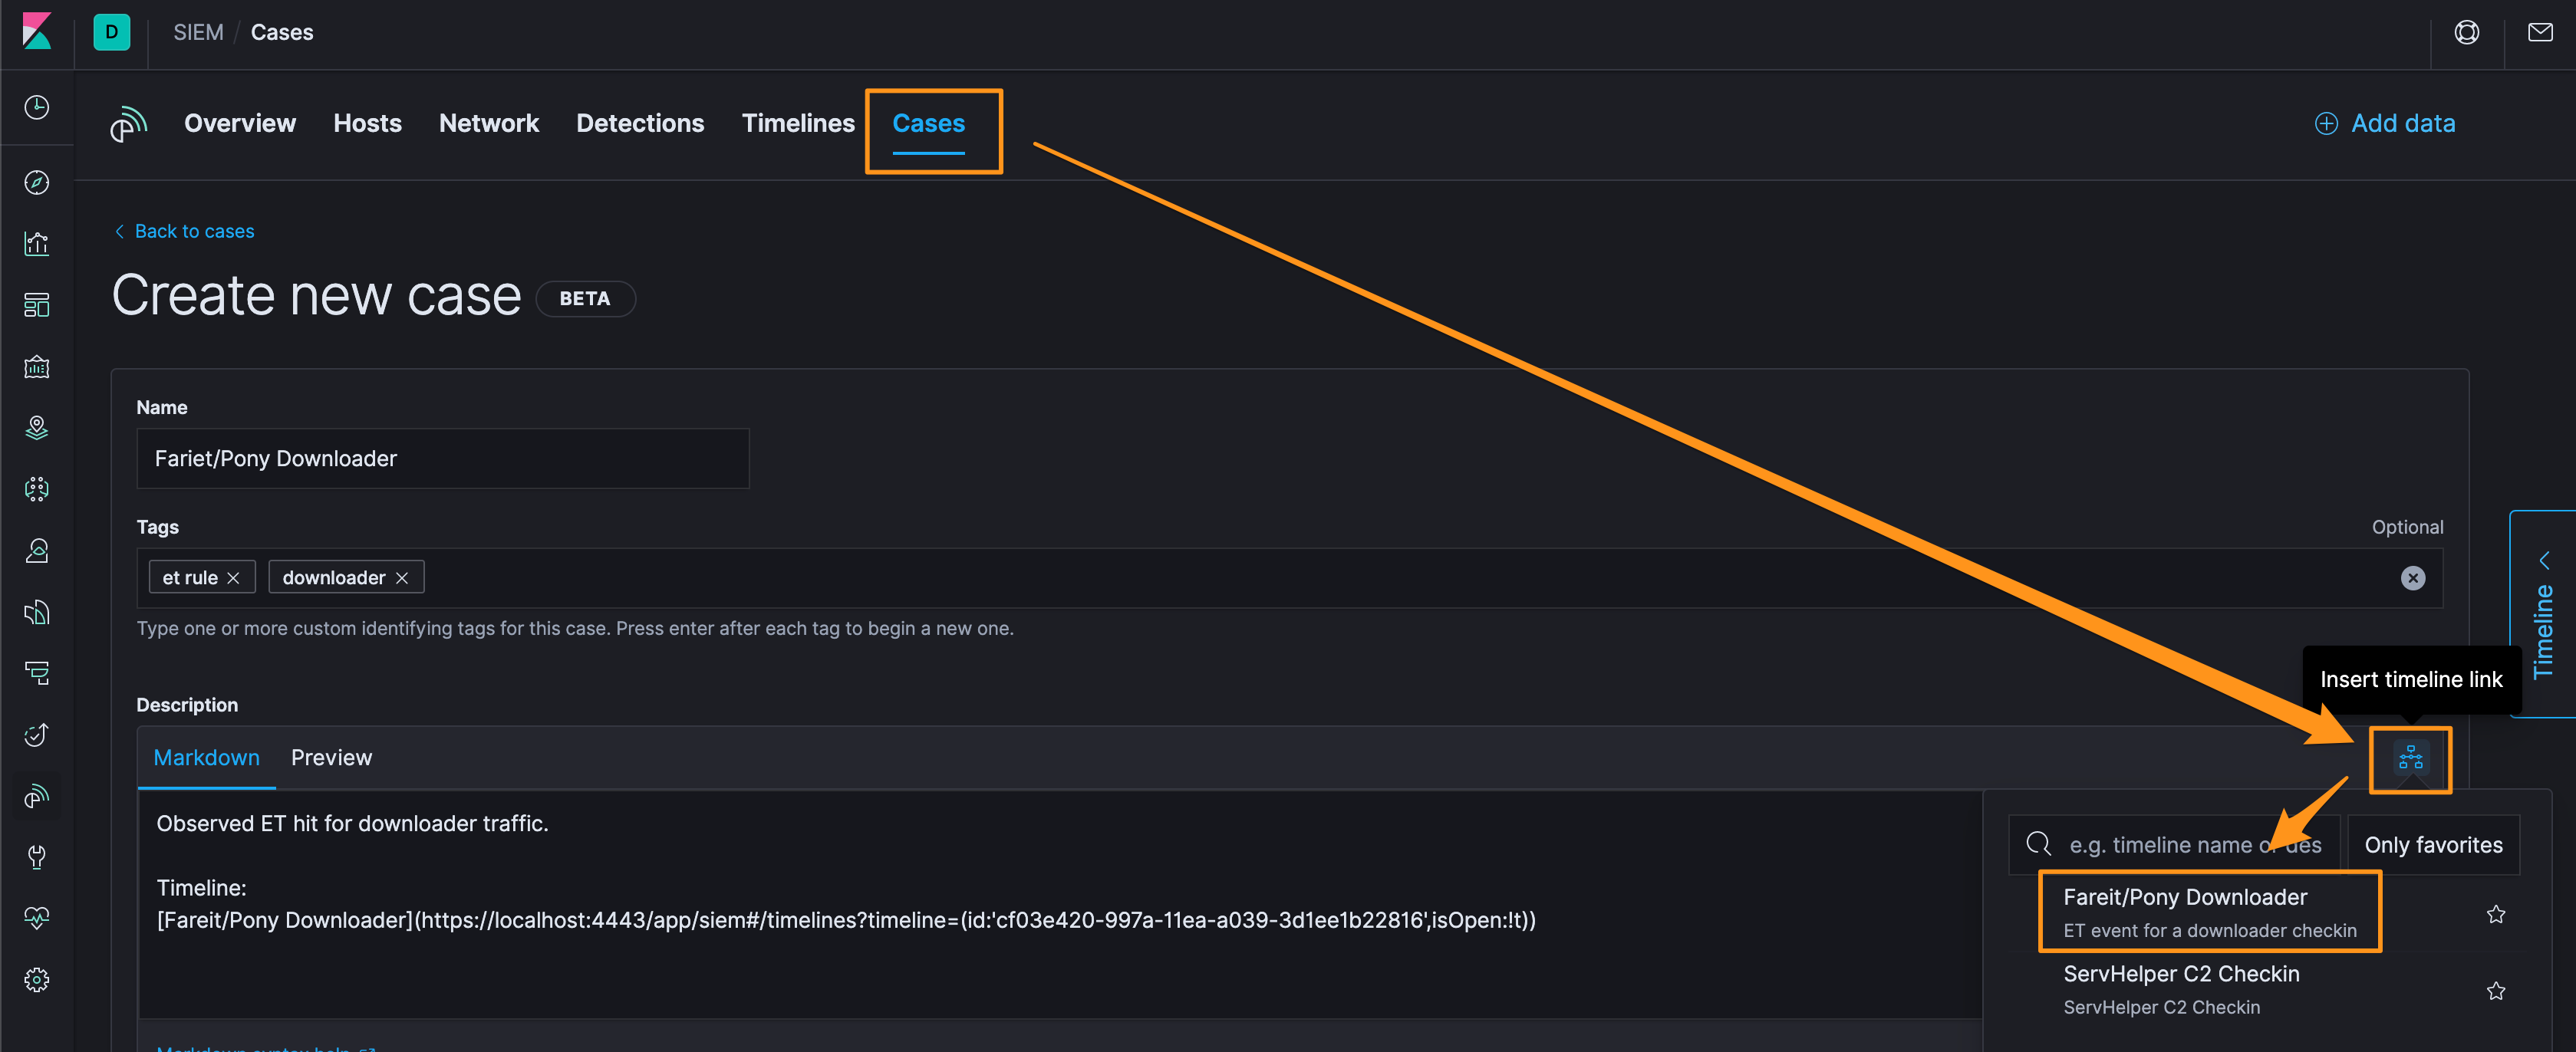 D SIEM / Cases
Overview Hosts Network Detections Timelines Cases Add data
Back to cases
Create new case BETA
Name
Fariet/Pony Downloader
Tags Optional
et rule downloader
Type one or more custom identifying tags for this case. Press enter after each tag to begin a new one.
Timeline
Insert timeline link
Description
Markdown Preview
Observed ET hit for downloader traffic.
Timeline:
[Fareit/Pony Downloader](https://localhost:4443/app/siem#/timelines?timeline=(id:'cf03e420-997a-11ea-a039-3d1ee1b22816',isOpen:!t))
e.g. timeline name or des Only favorites
Fareit/Pony Downloader
ET event for a downloader checkin
ServHelper C2 Checkin
ServHelper C2 Checkin